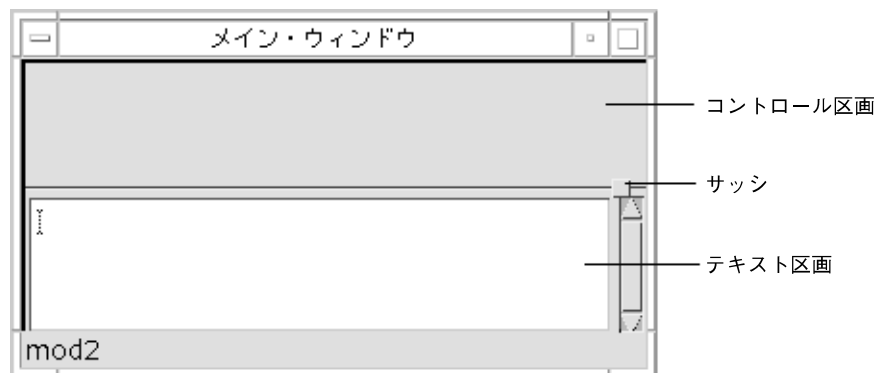 メイン・ウィンドウ
コントロール区画
サッシ
テキスト区画
mod2